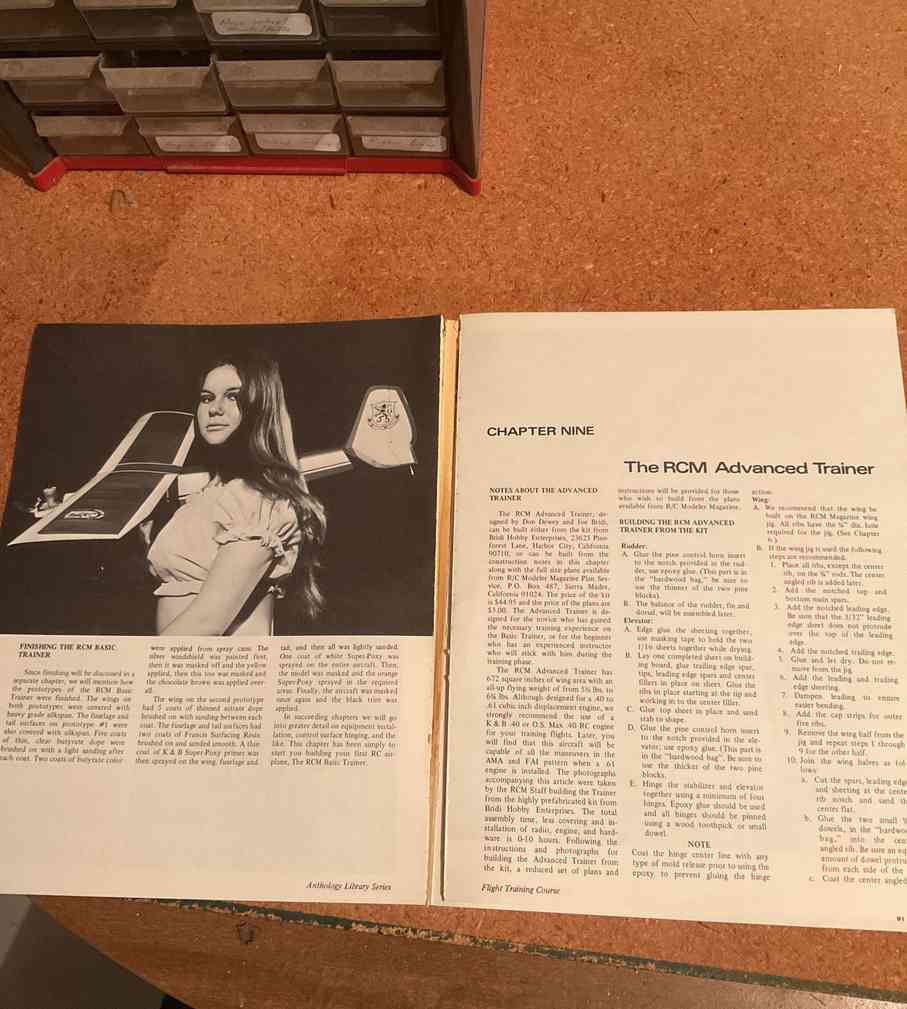 FINISHING THE RCM BASIC
TRAINER
Since finishing will be discussed in a
separate chapter, we will mention how
the prototypes of the RCM Basic
Trainer were finished. The wings on
both prototypes were covered with
heavy grade silkspan. The fuselage and
tail surfaces on prototype #1 were
also covered with silkspan. Five coats
of thin, clear butyrate dope were
brushed on with a light sanding after
each coat. Two coats of butyrate color
were applied from spray cans. The
silver windshield was painted first,
then it was masked off and the yellow
applied, then this too was masked and
the chocolate brown was applied over-
all.
The wing on the second prototype
had 5 coats of thinned nitrate dope
brushed on with sanding between each
coat. The fuselage and tail surfaces had
two coats of Francis Surfacing Resin
brushed on and sanded smooth. A thin
coat of K & B Super-Poxy primer was
then sprayed on the wing, fuselage and
tail, and then all was lightly sanded.
One coat of white SuperPoxy was
sprayed on the entire aircraft. Then,
the model was masked and the orange
SuperPoxy sprayed in the required
areas. Finally, the aircraft was masked
once again and the black trim was
applied.
In succeeding chapters we will go
into greater detail on equipment instal-
lation, control surface hinging, and the
like. This chapter has been simply to
start you building your first RC air-
plane, The RCM Basic Trainer.
Anthology Library Series
CHAPTER NINE
The RCM Advanced Trainer
NOTES ABOUT THE ADVANCED
TRAINER
The RCM Advanced Trainer, de-
signed by Don Dewey and Joe Bridi,
can be built either from the kit from
Bridi Hobby Enterprises, 23625 Pine-
forest Lane, Harbor City, California
90710, or can be built from the
construction notes in this chapter
along with the full size plans available
from R/C Modeler Magazine Plan Ser-
vice, P.O. Box 487, Sierra Madre,
California 91024. The price of the kit
is $44.95 and the price of the plans are
$3.00. The Advanced Trainer is de-
signed for the novice who has gained
the necessary training experience on
the Basic Trainer, or for the beginner
who has an experienced instructor
who will stick with him during the
training phase.
The RCM Advanced Trainer has
672 square inches of wing area with an
all-up flying weight of from 5½ lbs. to
6¾ lbs. Although designed for a .40 to
.61 cubic inch displacement engine, we
strongly recommend the use of a
K & B .40 or O.S. Max .40 RC engine
for your training flights. Later, you
will find that this aircraft will be
capable of all the maneuvers in the
AMA and FAI pattern when a .61
engine is installed. The photographs
accompanying this article were taken
by the RCM Staff building the Trainer
from the highly prefabricated kit from
Bridi Hobby Enterprises. The total
assembly time, less covering and in-
stallation of radio, engine, and hard-
ware is 0-10 hours. Following the
instructions and photographs for
building the Advanced Trainer from
the kit, a reduced set of plans and
instructions will be provided for those
who wish to build from the plans
available from R/C Modeler Magazine.
BUILDING THE RCM ADVANCED
TRAINER FROM THE KIT
Rudder:
A. Glue the pine control horn insert
to the notch provided in the rud-
der, use epoxy glue. (This part is in
the "hardwood bag," be sure to
use the thinner of the two pine
blocks).
B. The balance of the rudder, fin and
dorsal, will be assembled later.
Elevator:
A. Edge glue the sheeting together,
use masking tape to hold the two
1/16 sheets together while drying.
B. Lay one completed sheet on build-
ing board, glue trailing edge spar,
tips, leading edge spars and center
fillers in place on sheet. Glue the
ribs in place starting at the tip and
working in to the center filler.
C. Glue top sheet in place and sand
stab to shape.
D. Glue the pine control horn insert
to the notch provided in the ele-
vator; use epoxy glue. (This part is
in the "hardwood bag". Be sure to
use the thicker of the two pine
blocks.
E. Hinge the stabilizer and elevator
together using a minimum of four
hinges. Epoxy glue should be used
and all hinges should be pinned
using a wood toothpick or small
dowel.
NOTE
Coat the hinge center line with any
type of mold release prior to using the
epoxy to prevent gluing the hinge
action.
Wing:
A. We recommend that the wing be
built on the RCM Magazine wing
jig. All ribs have the ⅜" dia. hole
required for the jig. (See Chapter
6.)
B. If the wing jig is used the following
steps are recommended.
1. Place all ribs, except the center
rib, on the ⅜" rods. The center
angled rib is added later.
2. Add the notched top and
bottom main spars.
3. Add the notched leading edge.
Be sure that the 3/32" leading
edge sheet does not protrude
over the top of the leading
edge.
4. Add the notched trailing edge.
5. Glue and let dry. Do not re-
move from the jig.
6. Add the leading and trailing
edge sheeting.
7. Dampen leading to ensure
easier bending.
8. Add the cap strips for outer
five ribs.
9. Remove the wing half from the
jig and repeat steps 1 through
9 for the other half.
10. Join the wing halves as fol-
lows:
a. Cut the spars, leading edge
and sheeting at the cente
rib notch and sand th
center flat.
b. Glue the two small
dowels, in the "hardwo
bag," into the cen
angled rib. Be sure an eq
amount of dowel protru
from each side of the
c. Coat the center angled
Flight Training Course
91